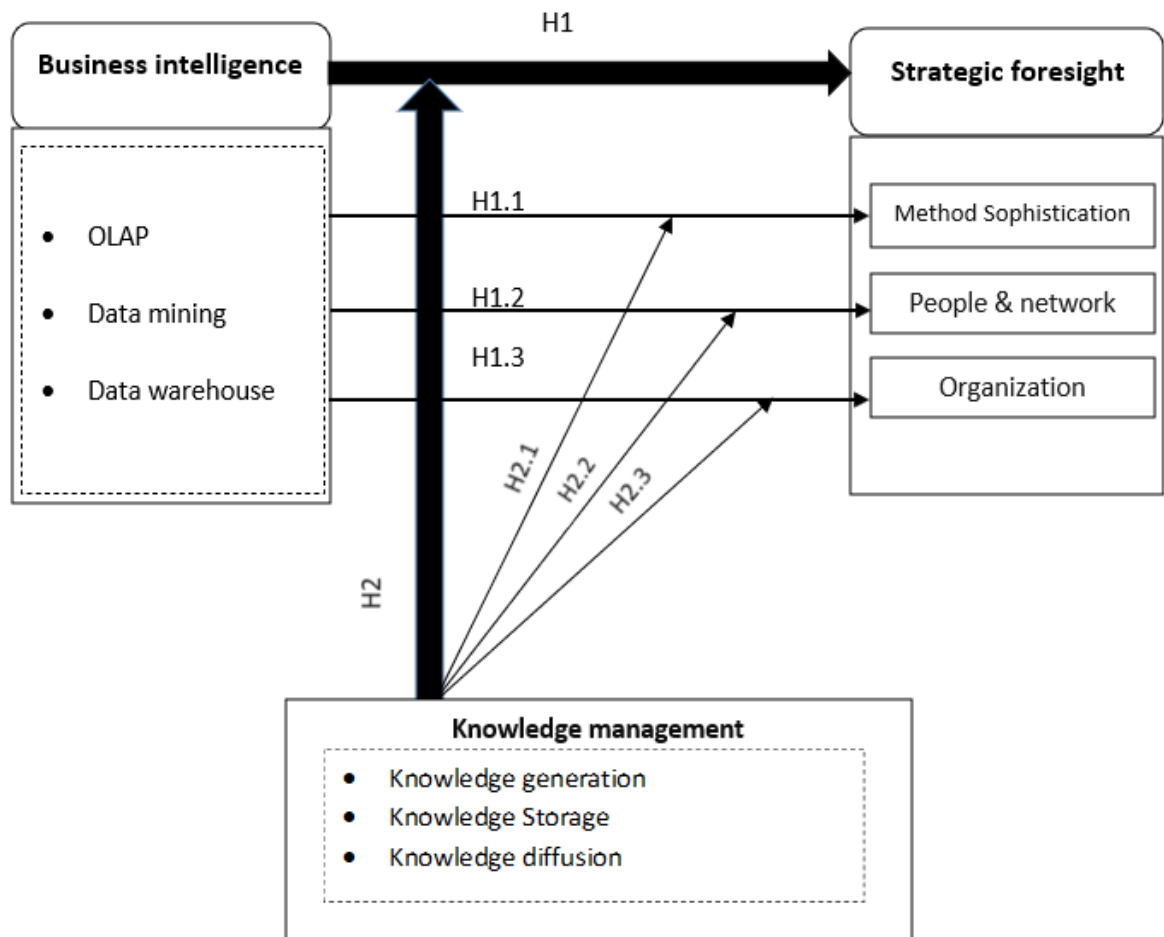 H1
Business intelligence
Strategic foresight
H1.1
Method Sophistication
• OLAP
H1.2
People & network
• Data mining
H1.3
Organization
• Data warehouse
H2.1
H2.2
H2.3
H2
Knowledge management
• Knowledge generation
• Knowledge Storage
• Knowledge diffusion